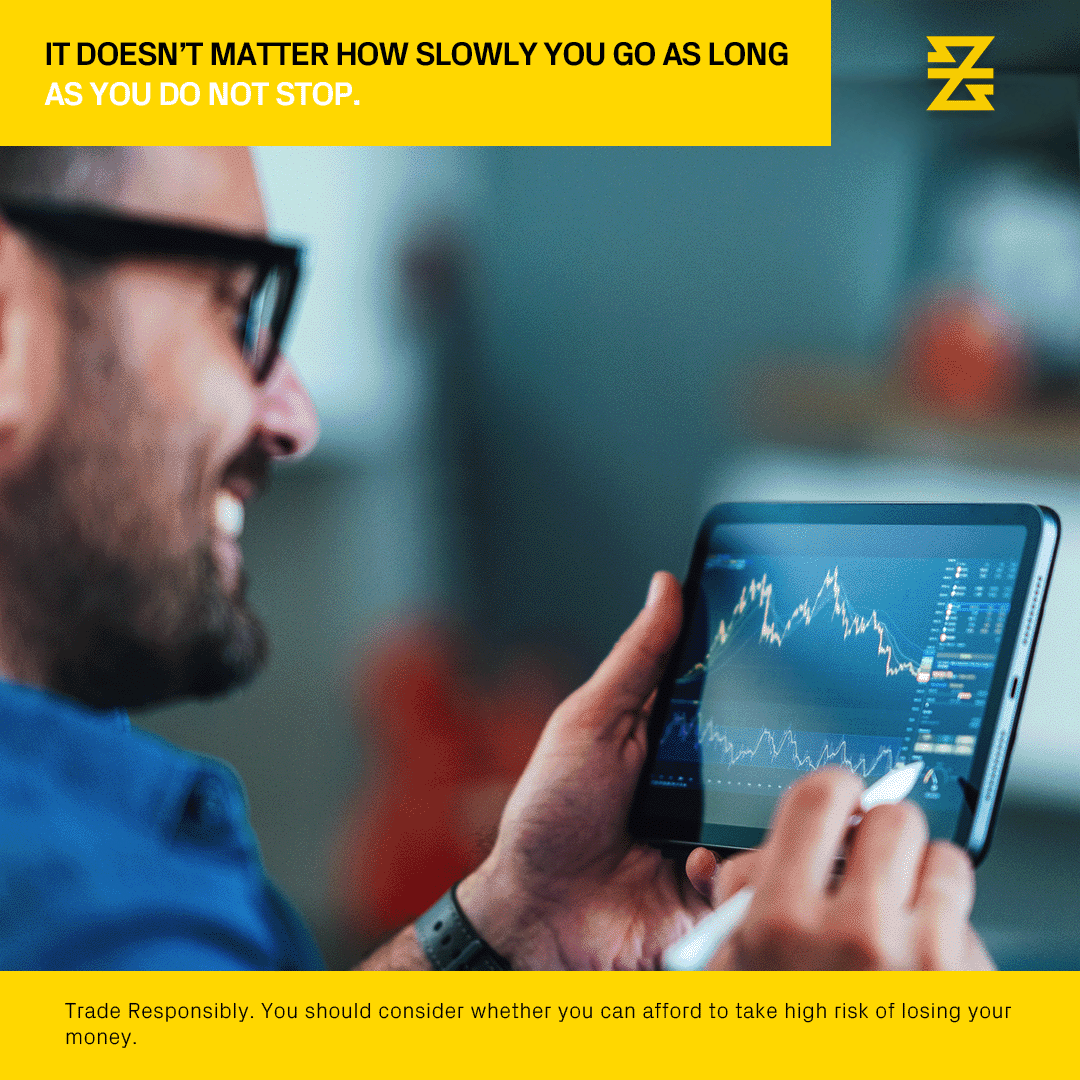 IT DOESN’T MATTER HOW SLOWLY YOU GO AS LONG
AS YOU DO NOT STOP.
Trade Responsibly. You should consider whether you can afford to take high risk of losing your
money.